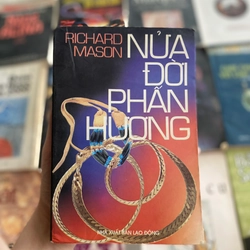 RICHARD
MASON
NỬA
ĐỜI
PHẤN
HƯƠNG
NHÀ XUẤT BẢN LAO ĐỘNG